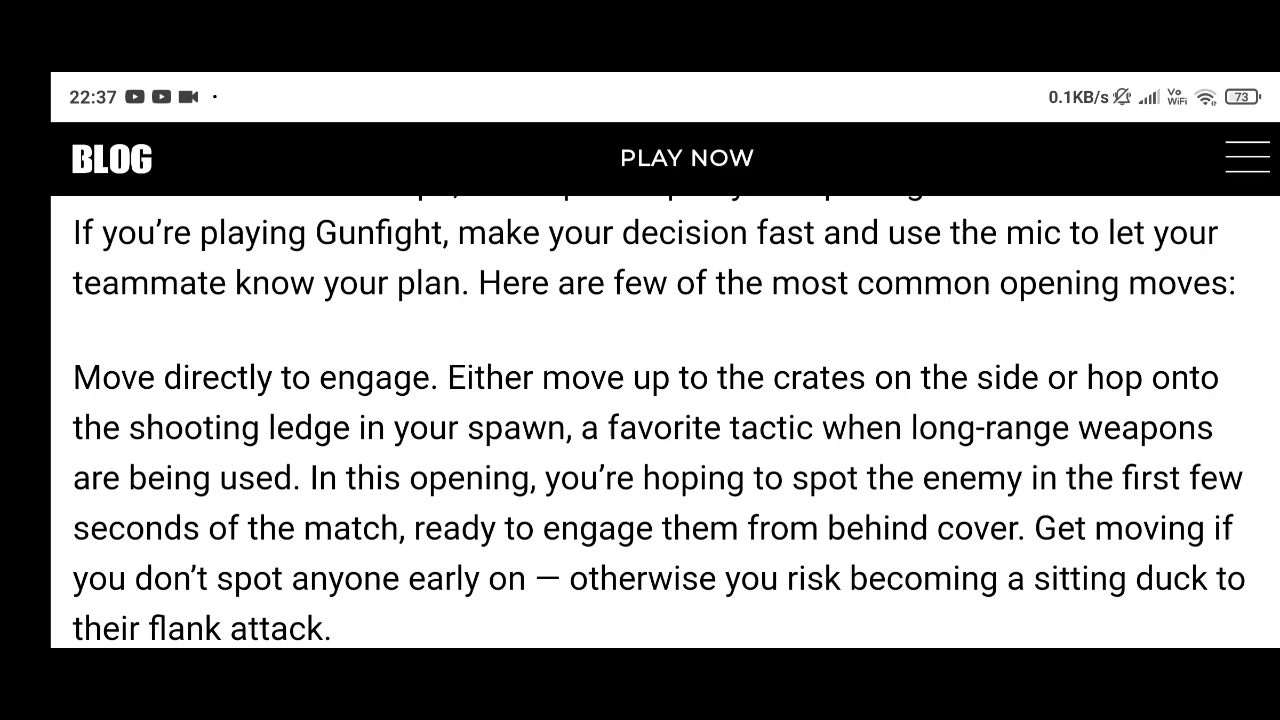 22:37
0.1KB/s
Vo
WiFi
73
BLOG
PLAY NOW
If you’re playing Gunfight, make your decision fast and use the mic to let your
teammate know your plan. Here are few of the most common opening moves:
Move directly to engage. Either move up to the crates on the side or hop onto
the shooting ledge in your spawn, a favorite tactic when long-range weapons
are being used. In this opening, you’re hoping to spot the enemy in the first few
seconds of the match, ready to engage them from behind cover. Get moving if
you don’t spot anyone early on — otherwise you risk becoming a sitting duck to
their flank attack.